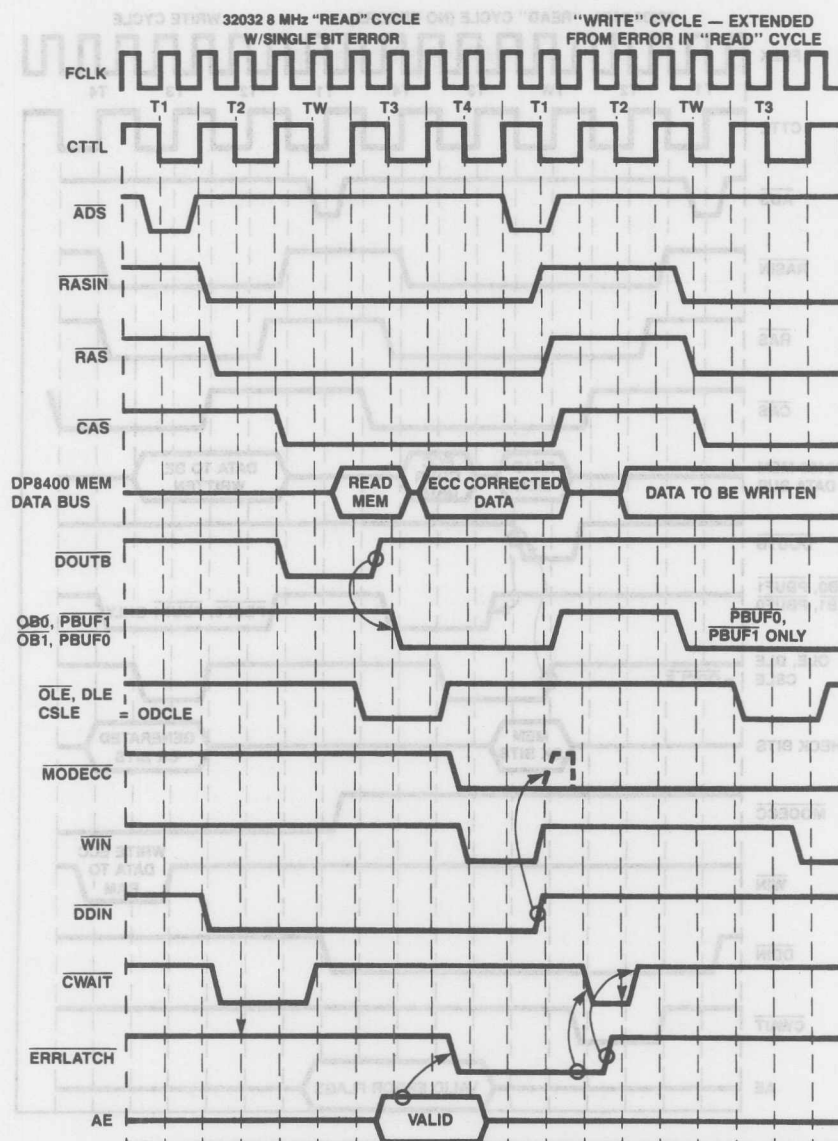 32032 8 MHz “READ” CYCLE
W/SINGLE BIT ERROR
“WRITE” CYCLE — EXTENDED
FROM ERROR IN “READ” CYCLE
FCLK
T1 T2 TW T3 T4 T1 T2 TW T3
CTTL
ADS
RASIN
RAS
CAS
DP8400 MEM
DATA BUS
READ
MEM
ECC CORRECTED
DATA
DATA TO BE WRITTEN
DOUTB
OB0, PBUF1
OB1, PBUF0
PBUF0,
PBUF1 ONLY
OLE, DLE
CSLE
= ODCLE
MODECC
WIN
DDIN
CWAIT
ERRLATCH
AE
VALID